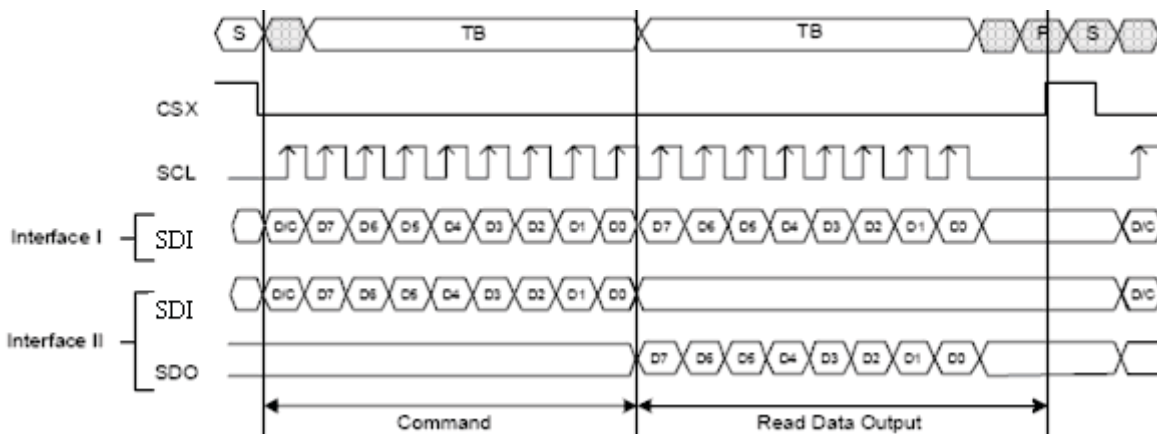 S TB TB P S
CSX
SCL
Interface I SDI D/C D7 D6 D5 D4 D3 D2 D1 D0 D7 D6 D5 D4 D3 D2 D1 D0 D/C
SDI D/C D7 D6 D5 D4 D3 D2 D1 D0 D/C
Interface II
SDO D7 D6 D5 D4 D3 D2 D1 D0
Command Read Data Output